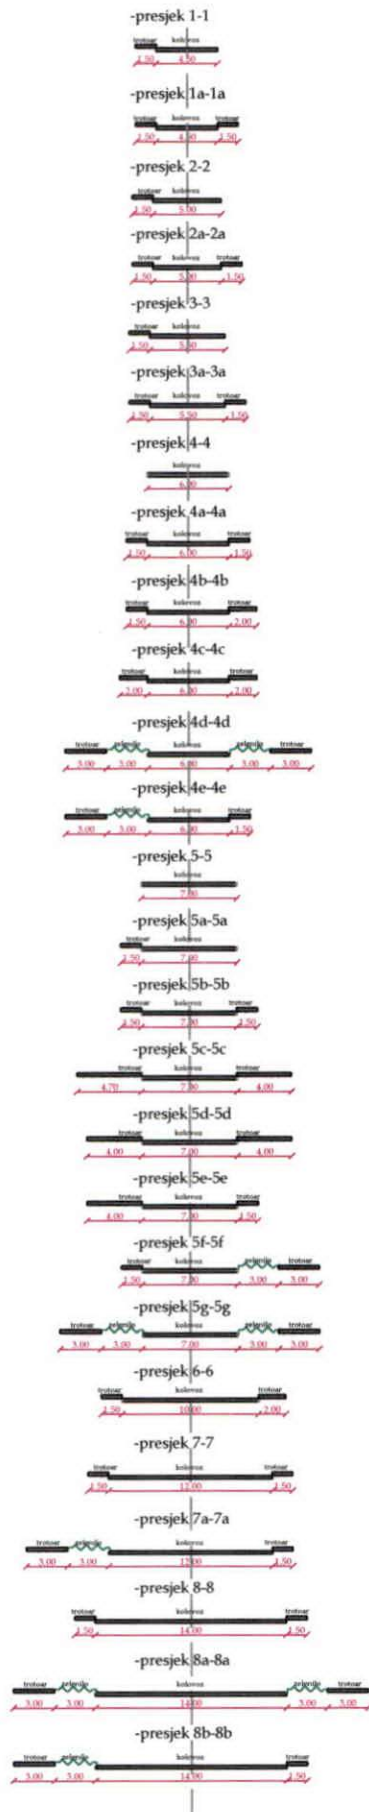 -presjek 1-1
trotoar kolovoz
1.50 4.50
-presjek 1a-1a
trotoar kolovoz trotoar
1.50 4.50 1.50
-presjek 2-2
trotoar kolovoz
1.50 5.00
-presjek 2a-2a
trotoar kolovoz trotoar
1.50 5.00 1.50
-presjek 3-3
trotoar kolovoz
1.50 5.50
-presjek 3a-3a
trotoar kolovoz trotoar
1.50 5.50 1.50
-presjek 4-4
kolovoz
6.00
-presjek 4a-4a
trotoar kolovoz trotoar
1.50 6.00 1.50
-presjek 4b-4b
trotoar kolovoz trotoar
1.50 6.00 2.00
-presjek 4c-4c
trotoar kolovoz trotoar
2.00 6.00 2.00
-presjek 4d-4d
trotoar kolovoz trotoar
3.00 3.00 6.00 3.00 3.00
-presjek 4e-4e
trotoar kolovoz trotoar
3.00 3.00 6.00 1.50
-presjek 5-5
kolovoz
7.00
-presjek 5a-5a
trotoar kolovoz
1.50 7.00
-presjek 5b-5b
trotoar kolovoz trotoar
1.50 7.00 1.50
-presjek 5c-5c
trotoar kolovoz trotoar
4.70 7.00 4.00
-presjek 5d-5d
trotoar kolovoz trotoar
4.00 7.00 4.00
-presjek 5e-5e
trotoar kolovoz trotoar
4.00 7.00 1.50
-presjek 5f-5f
trotoar kolovoz trotoar
1.50 7.00 3.00 3.00
-presjek 5g-5g
trotoar kolovoz trotoar
3.00 3.00 7.00 3.00 3.00
-presjek 6-6
trotoar kolovoz trotoar
1.50 10.00 2.00
-presjek 7-7
trotoar kolovoz trotoar
1.50 12.00 1.50
-presjek 7a-7a
trotoar kolovoz trotoar
3.00 3.00 12.00 1.50
-presjek 8-8
trotoar kolovoz trotoar
1.50 14.00 1.50
-presjek 8a-8a
trotoar kolovoz trotoar
3.00 3.00 14.00 3.00 3.00
-presjek 8b-8b
trotoar kolovoz trotoar
3.00 3.00 14.00 1.50